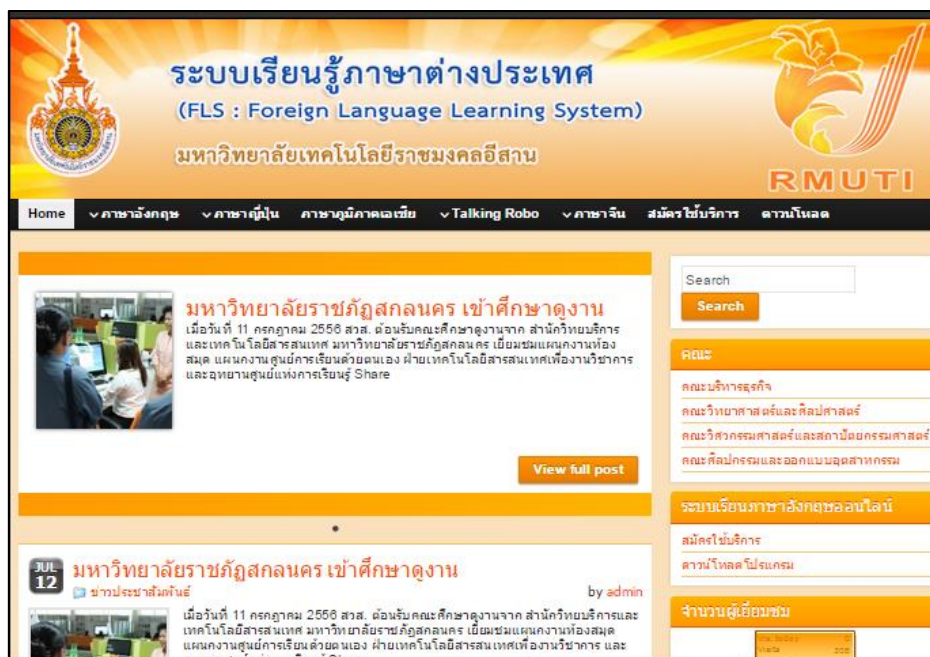 ระบบเรียนรู้ภาษาต่างประเทศ
(FLS : Foreign Language Learning System)
มหาวิทยาลัยเทคโนโลยีราชมงคลอีสาน
RMUTI
Home ภาษาอังกฤษ ภาษาญี่ปุ่น ภาษาภูมิภาคเอเชีย Talking Robo ภาษาจีน สมัครใช้บริการ ดาวน์โหลด
มหาวิทยาลัยราชภัฏสกลนคร เข้าศึกษาดูงาน
เมื่อวันที่ 11 กรกฎาคม 2556 สวส. ต้อนรับคณะศึกษาดูงานจาก สำนักวิทยบริการ
และเทคโนโลยีสารสนเทศ มหาวิทยาลัยราชภัฏสกลนคร เยี่ยมชมแผนกงานห้อง
สมุด แผนกงานศูนย์การเรียนด้วยตนเอง ฝ่ายเทคโนโลยีสารสนเทศเพื่องานวิชาการ
และอุทยานศูนย์แห่งการเรียนรู้ Share
View full post
Search
Search
คณะ
คณะบริหารธุรกิจ
คณะวิทยาศาสตร์และศิลปศาสตร์
คณะวิศวกรรมศาสตร์และสถาปัตยกรรมศาสตร์
คณะศิลปกรรมและออกแบบอุตสาหกรรม
ระบบเรียนภาษาอังกฤษออนไลน์
สมัครใช้บริการ
ดาวน์โหลดโปรแกรม
จำนวนผู้เยี่ยมชม
JUL
12
มหาวิทยาลัยราชภัฏสกลนคร เข้าศึกษาดูงาน
ข่าวประชาสัมพันธ์ by admin
เมื่อวันที่ 11 กรกฎาคม 2556 สวส. ต้อนรับคณะศึกษาดูงานจาก สำนักวิทยบริการและ
เทคโนโลยีสารสนเทศ มหาวิทยาลัยราชภัฏสกลนคร เยี่ยมชมแผนกงานห้องสมุด
แผนกงานศูนย์การเรียนด้วยตนเอง ฝ่ายเทคโนโลยีสารสนเทศเพื่องานวิชาการ และ